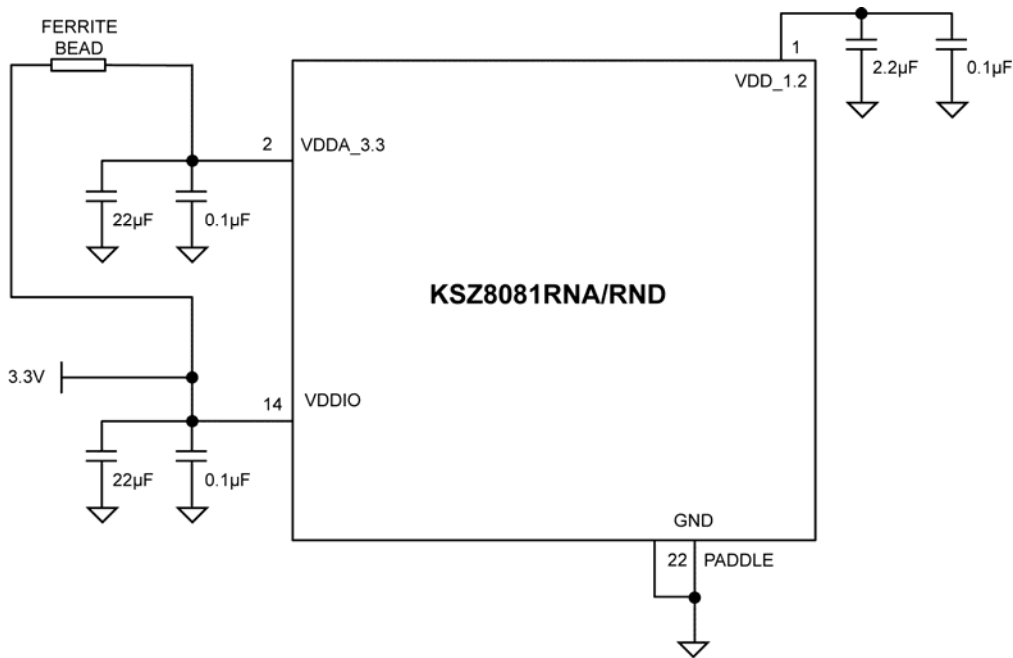 FERRITE
BEAD
1
VDD_1.2
2.2µF
0.1µF
2
VDDA_3.3
22µF
0.1µF
KSZ8081RNA/RND
3.3V
14
VDDIO
22µF
0.1µF
GND
22
PADDLE